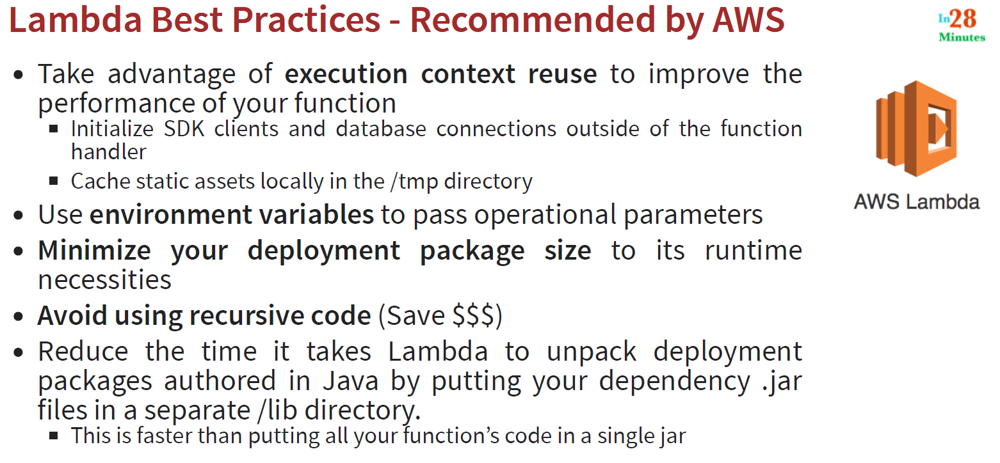 Lambda Best Practices - Recommended by AWS
In28
Minutes
• Take advantage of execution context reuse to improve the
performance of your function
▪ Initialize SDK clients and database connections outside of the function
handler
▪ Cache static assets locally in the /tmp directory
• Use environment variables to pass operational parameters
• Minimize your deployment package size to its runtime
necessities
• Avoid using recursive code (Save $$$)
• Reduce the time it takes Lambda to unpack deployment
packages authored in Java by putting your dependency .jar
files in a separate /lib directory.
▪ This is faster than putting all your function’s code in a single jar
AWS Lambda